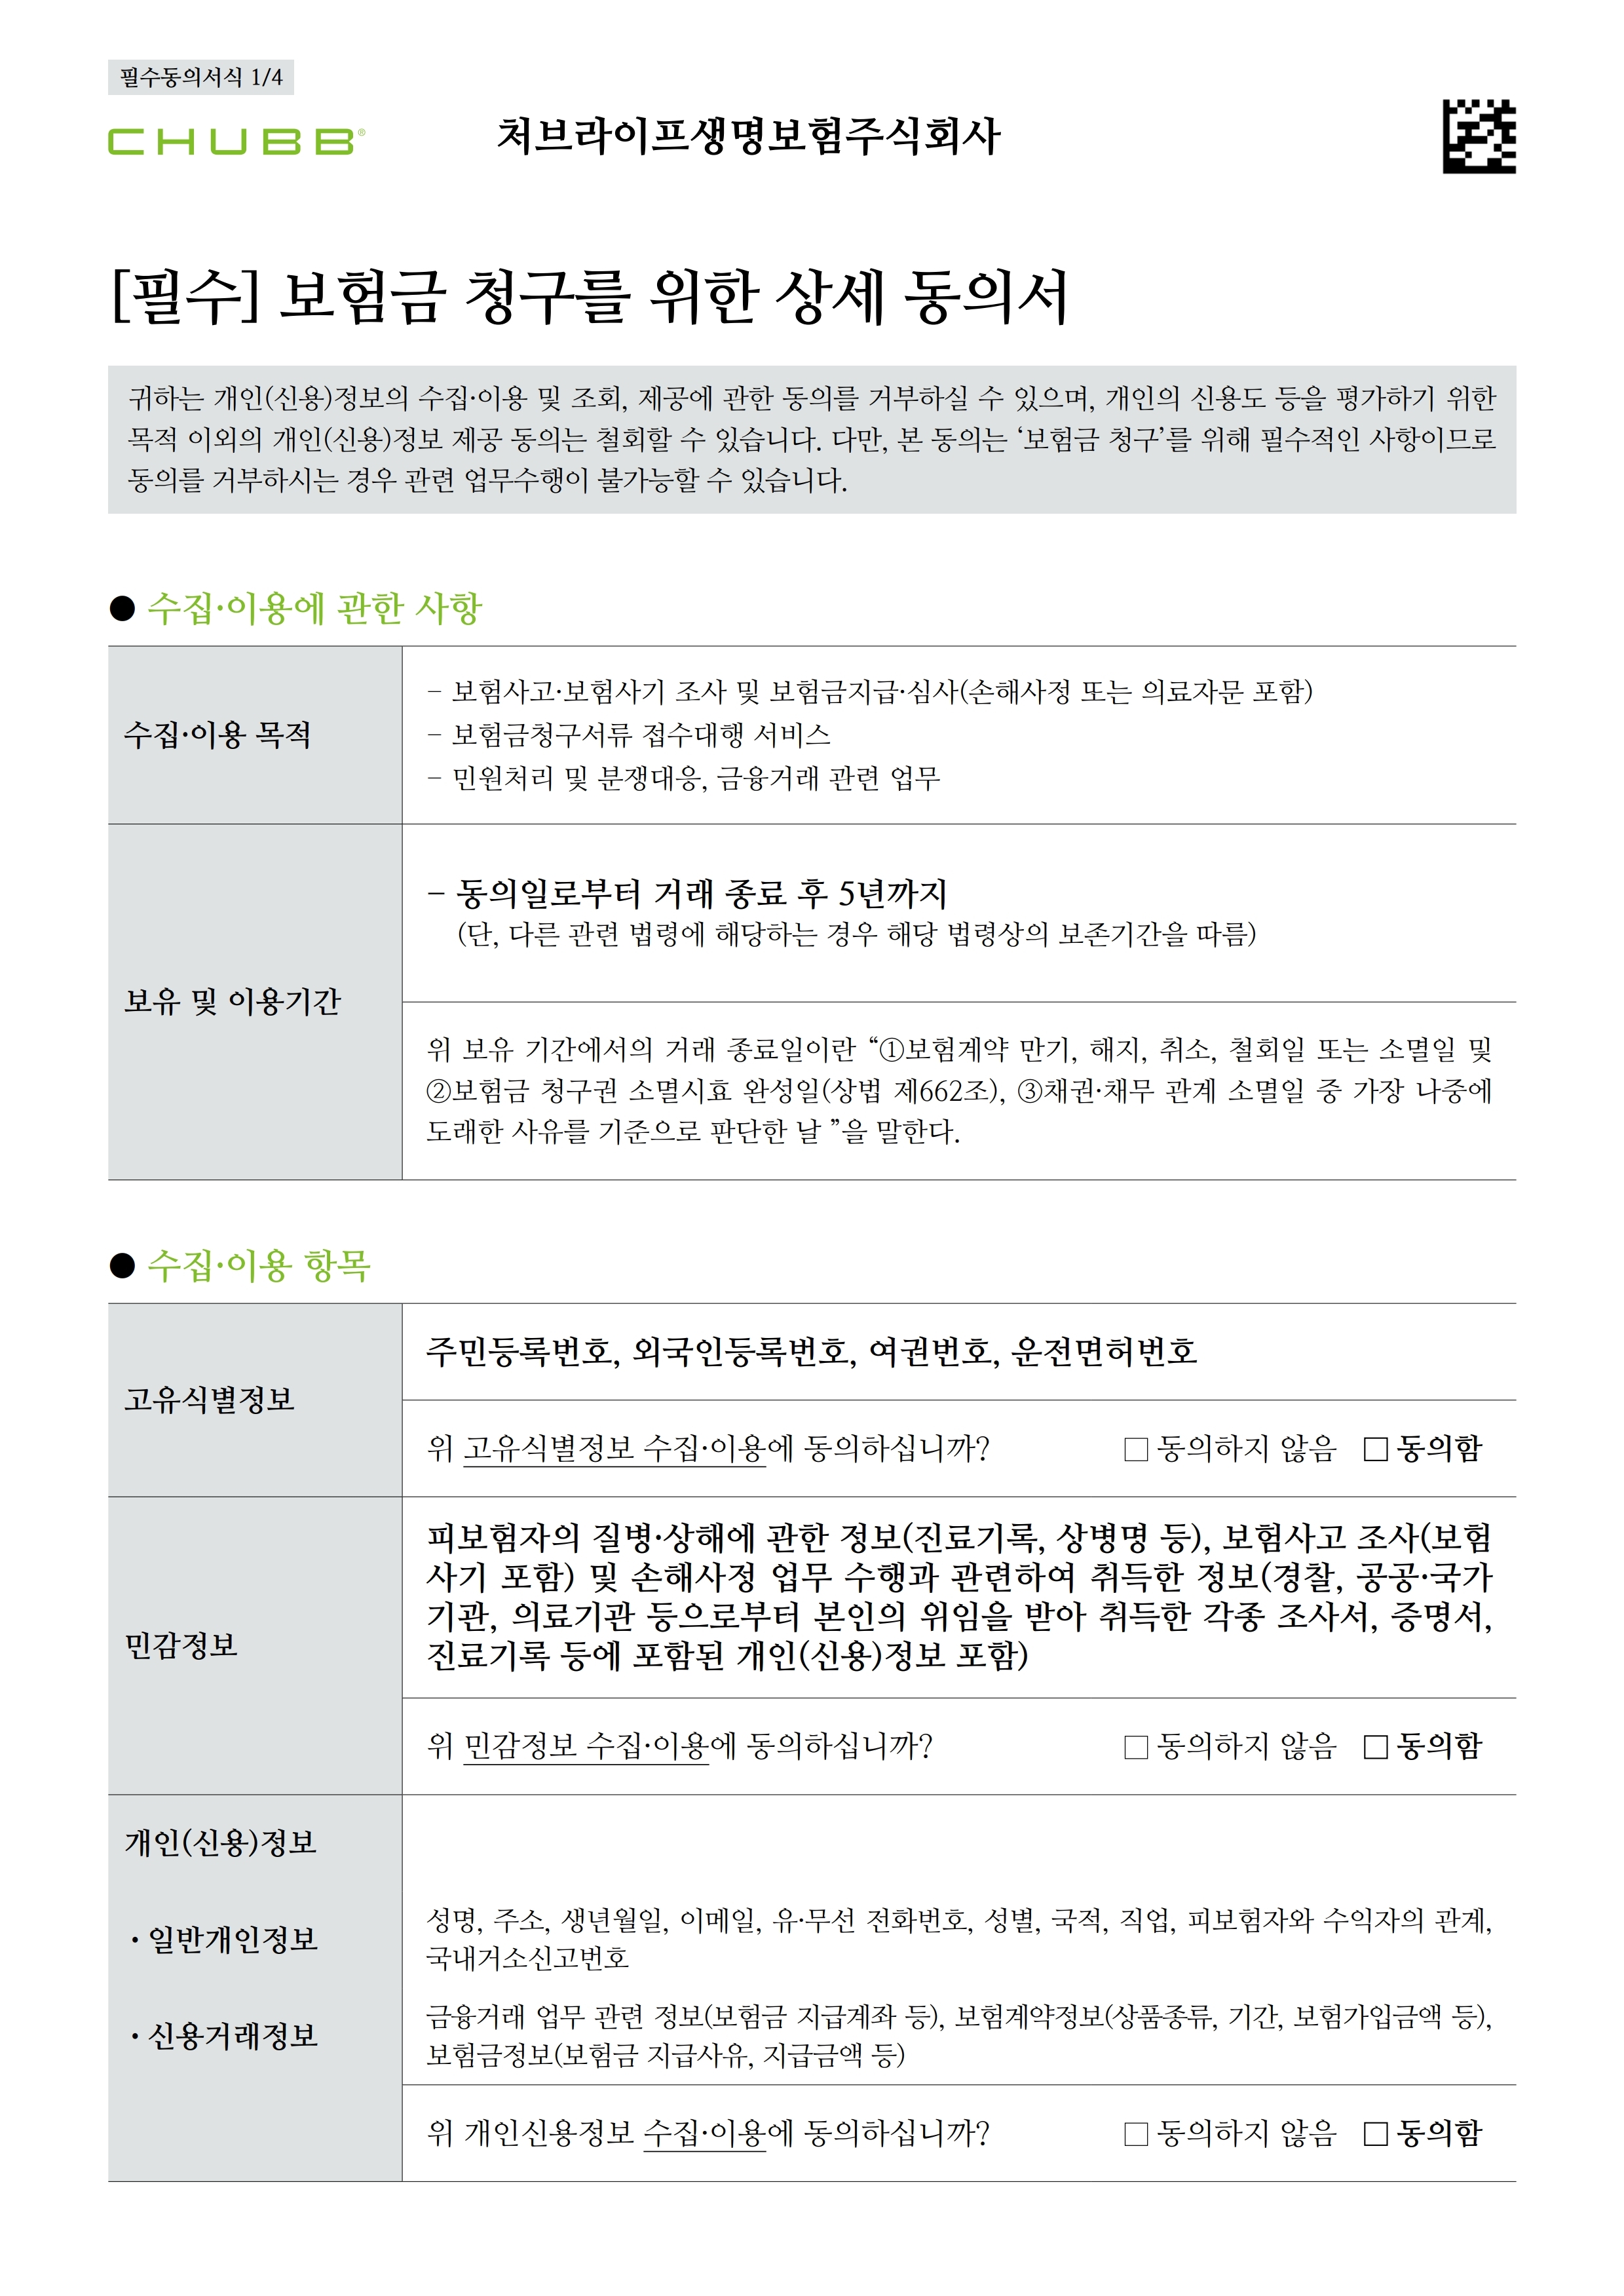 필수동의서식 1/4
CHUBB®
처브라이프생명보험주식회사
[필수] 보험금 청구를 위한 상세 동의서
귀하는 개인(신용)정보의 수집·이용 및 조회, 제공에 관한 동의를 거부하실 수 있으며, 개인의 신용도 등을 평가하기 위한
목적 이외의 개인(신용)정보 제공 동의는 철회할 수 있습니다. 다만, 본 동의는 ‘보험금 청구’를 위해 필수적인 사항이므로
동의를 거부하시는 경우 관련 업무수행이 불가능할 수 있습니다.
● 수집·이용에 관한 사항
수집·이용 목적
– 보험사고·보험사기 조사 및 보험금지급·심사(손해사정 또는 의료자문 포함)
– 보험금청구서류 접수대행 서비스
– 민원처리 및 분쟁대응, 금융거래 관련 업무
보유 및 이용기간
– 동의일로부터 거래 종료 후 5년까지
(단, 다른 관련 법령에 해당하는 경우 해당 법령상의 보존기간을 따름)
위 보유 기간에서의 거래 종료일이란 “①보험계약 만기, 해지, 취소, 철회일 또는 소멸일 및
②보험금 청구권 소멸시효 완성일(상법 제662조), ③채권·채무 관계 소멸일 중 가장 나중에
도래한 사유를 기준으로 판단한 날 ”을 말한다.
● 수집·이용 항목
고유식별정보
주민등록번호, 외국인등록번호, 여권번호, 운전면허번호
위 고유식별정보 수집·이용에 동의하십니까? □ 동의하지 않음 □ 동의함
민감정보
피보험자의 질병·상해에 관한 정보(진료기록, 상병명 등), 보험사고 조사(보험
사기 포함) 및 손해사정 업무 수행과 관련하여 취득한 정보(경찰, 공공·국가
기관, 의료기관 등으로부터 본인의 위임을 받아 취득한 각종 조사서, 증명서,
진료기록 등에 포함된 개인(신용)정보 포함)
위 민감정보 수집·이용에 동의하십니까? □ 동의하지 않음 □ 동의함
개인(신용)정보
· 일반개인정보
성명, 주소, 생년월일, 이메일, 유·무선 전화번호, 성별, 국적, 직업, 피보험자와 수익자의 관계,
국내거소신고번호
· 신용거래정보
금융거래 업무 관련 정보(보험금 지급계좌 등), 보험계약정보(상품종류, 기간, 보험가입금액 등),
보험금정보(보험금 지급사유, 지급금액 등)
위 개인신용정보 수집·이용에 동의하십니까? □ 동의하지 않음 □ 동의함